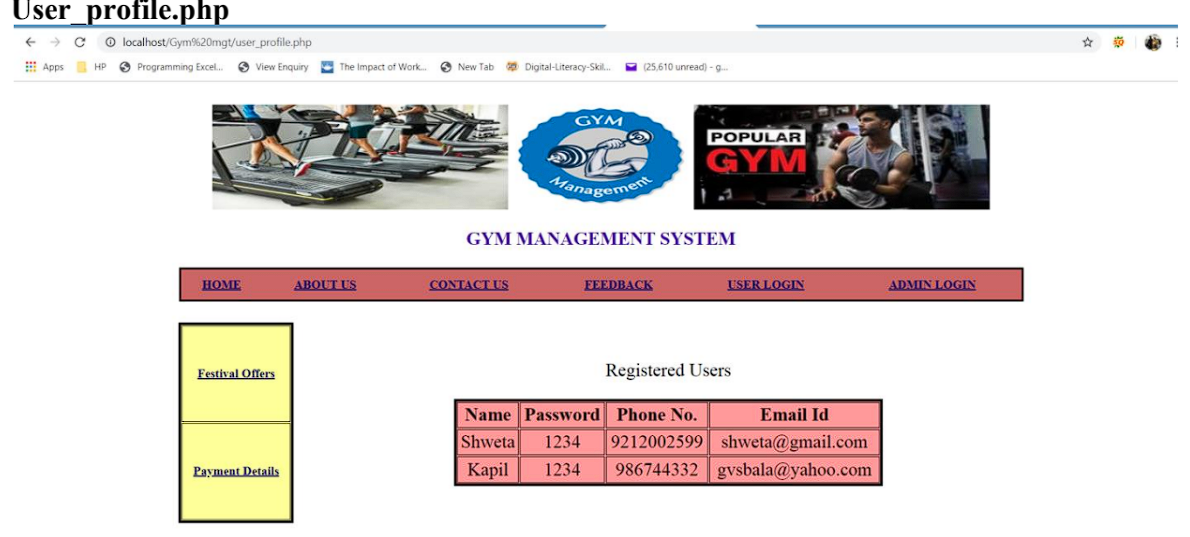 User_profile.php
localhost/Gym%20mgt/user_profile.php
Apps HP Programming Excel... View Enquiry The Impact of Work... New Tab Digital-Literacy-Skil... (25,610 unread) - g...
GYM
Management
POPULAR
GYM
GYM MANAGEMENT SYSTEM
HOME ABOUT US CONTACT US FEEDBACK USER LOGIN ADMIN LOGIN
Festival Offers
Payment Details
Registered Users
Name Password Phone No. Email Id
Shweta 1234 9212002599 shweta@gmail.com
Kapil 1234 986744332 gvsbala@yahoo.com